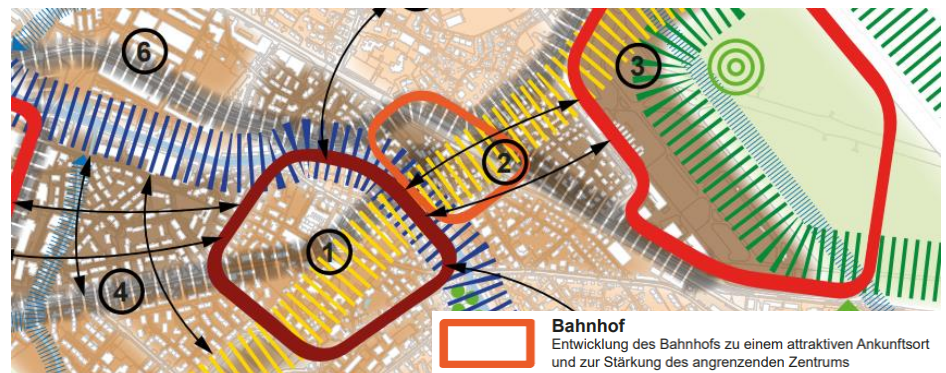 6
3
2
1
4
Bahnhof
Entwicklung des Bahnhofs zu einem attraktiven Ankunftsort
und zur Stärkung des angrenzenden Zentrums